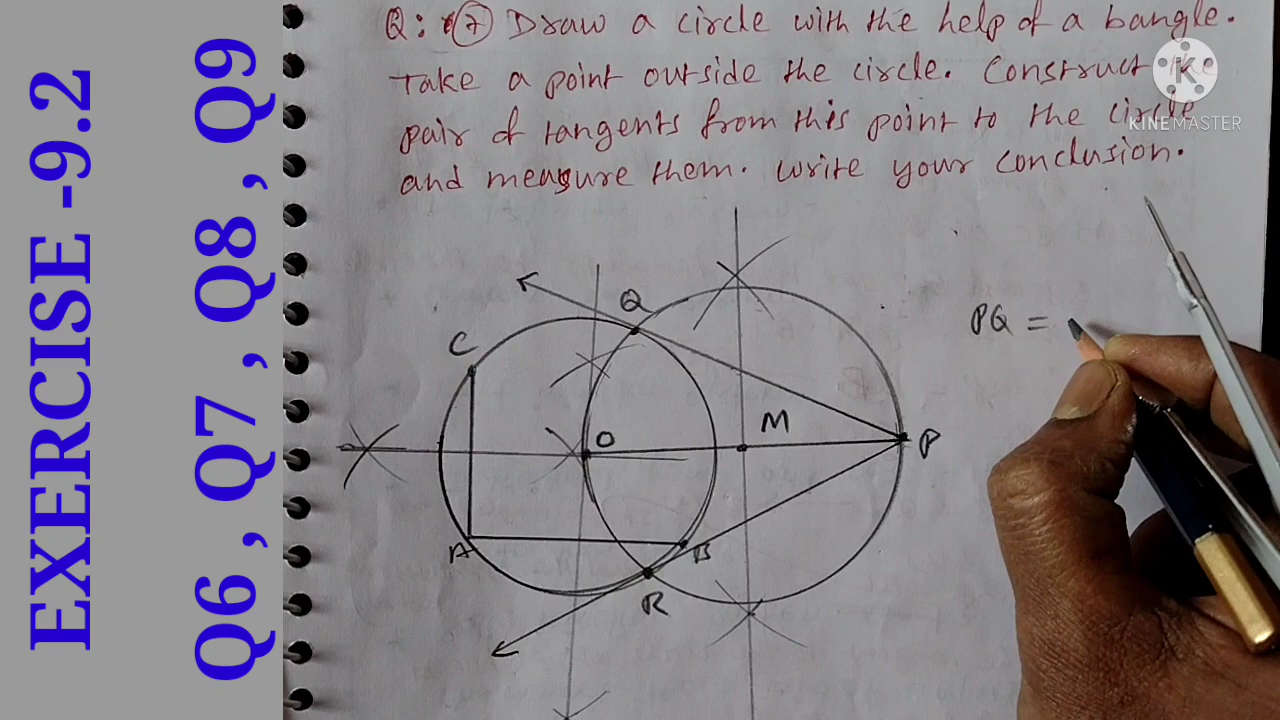 EXERCISE -9.2
Q6 , Q7 , Q8 , Q9
Q: (7) Draw a circle with the help of a bangle.
Take a point outside the circle. Construct the
pair of tangents from this point to the circle
and measure them. Write your conclusion.
KINEMASTER
PQ =
Q
C
O
M
P
A
B
R